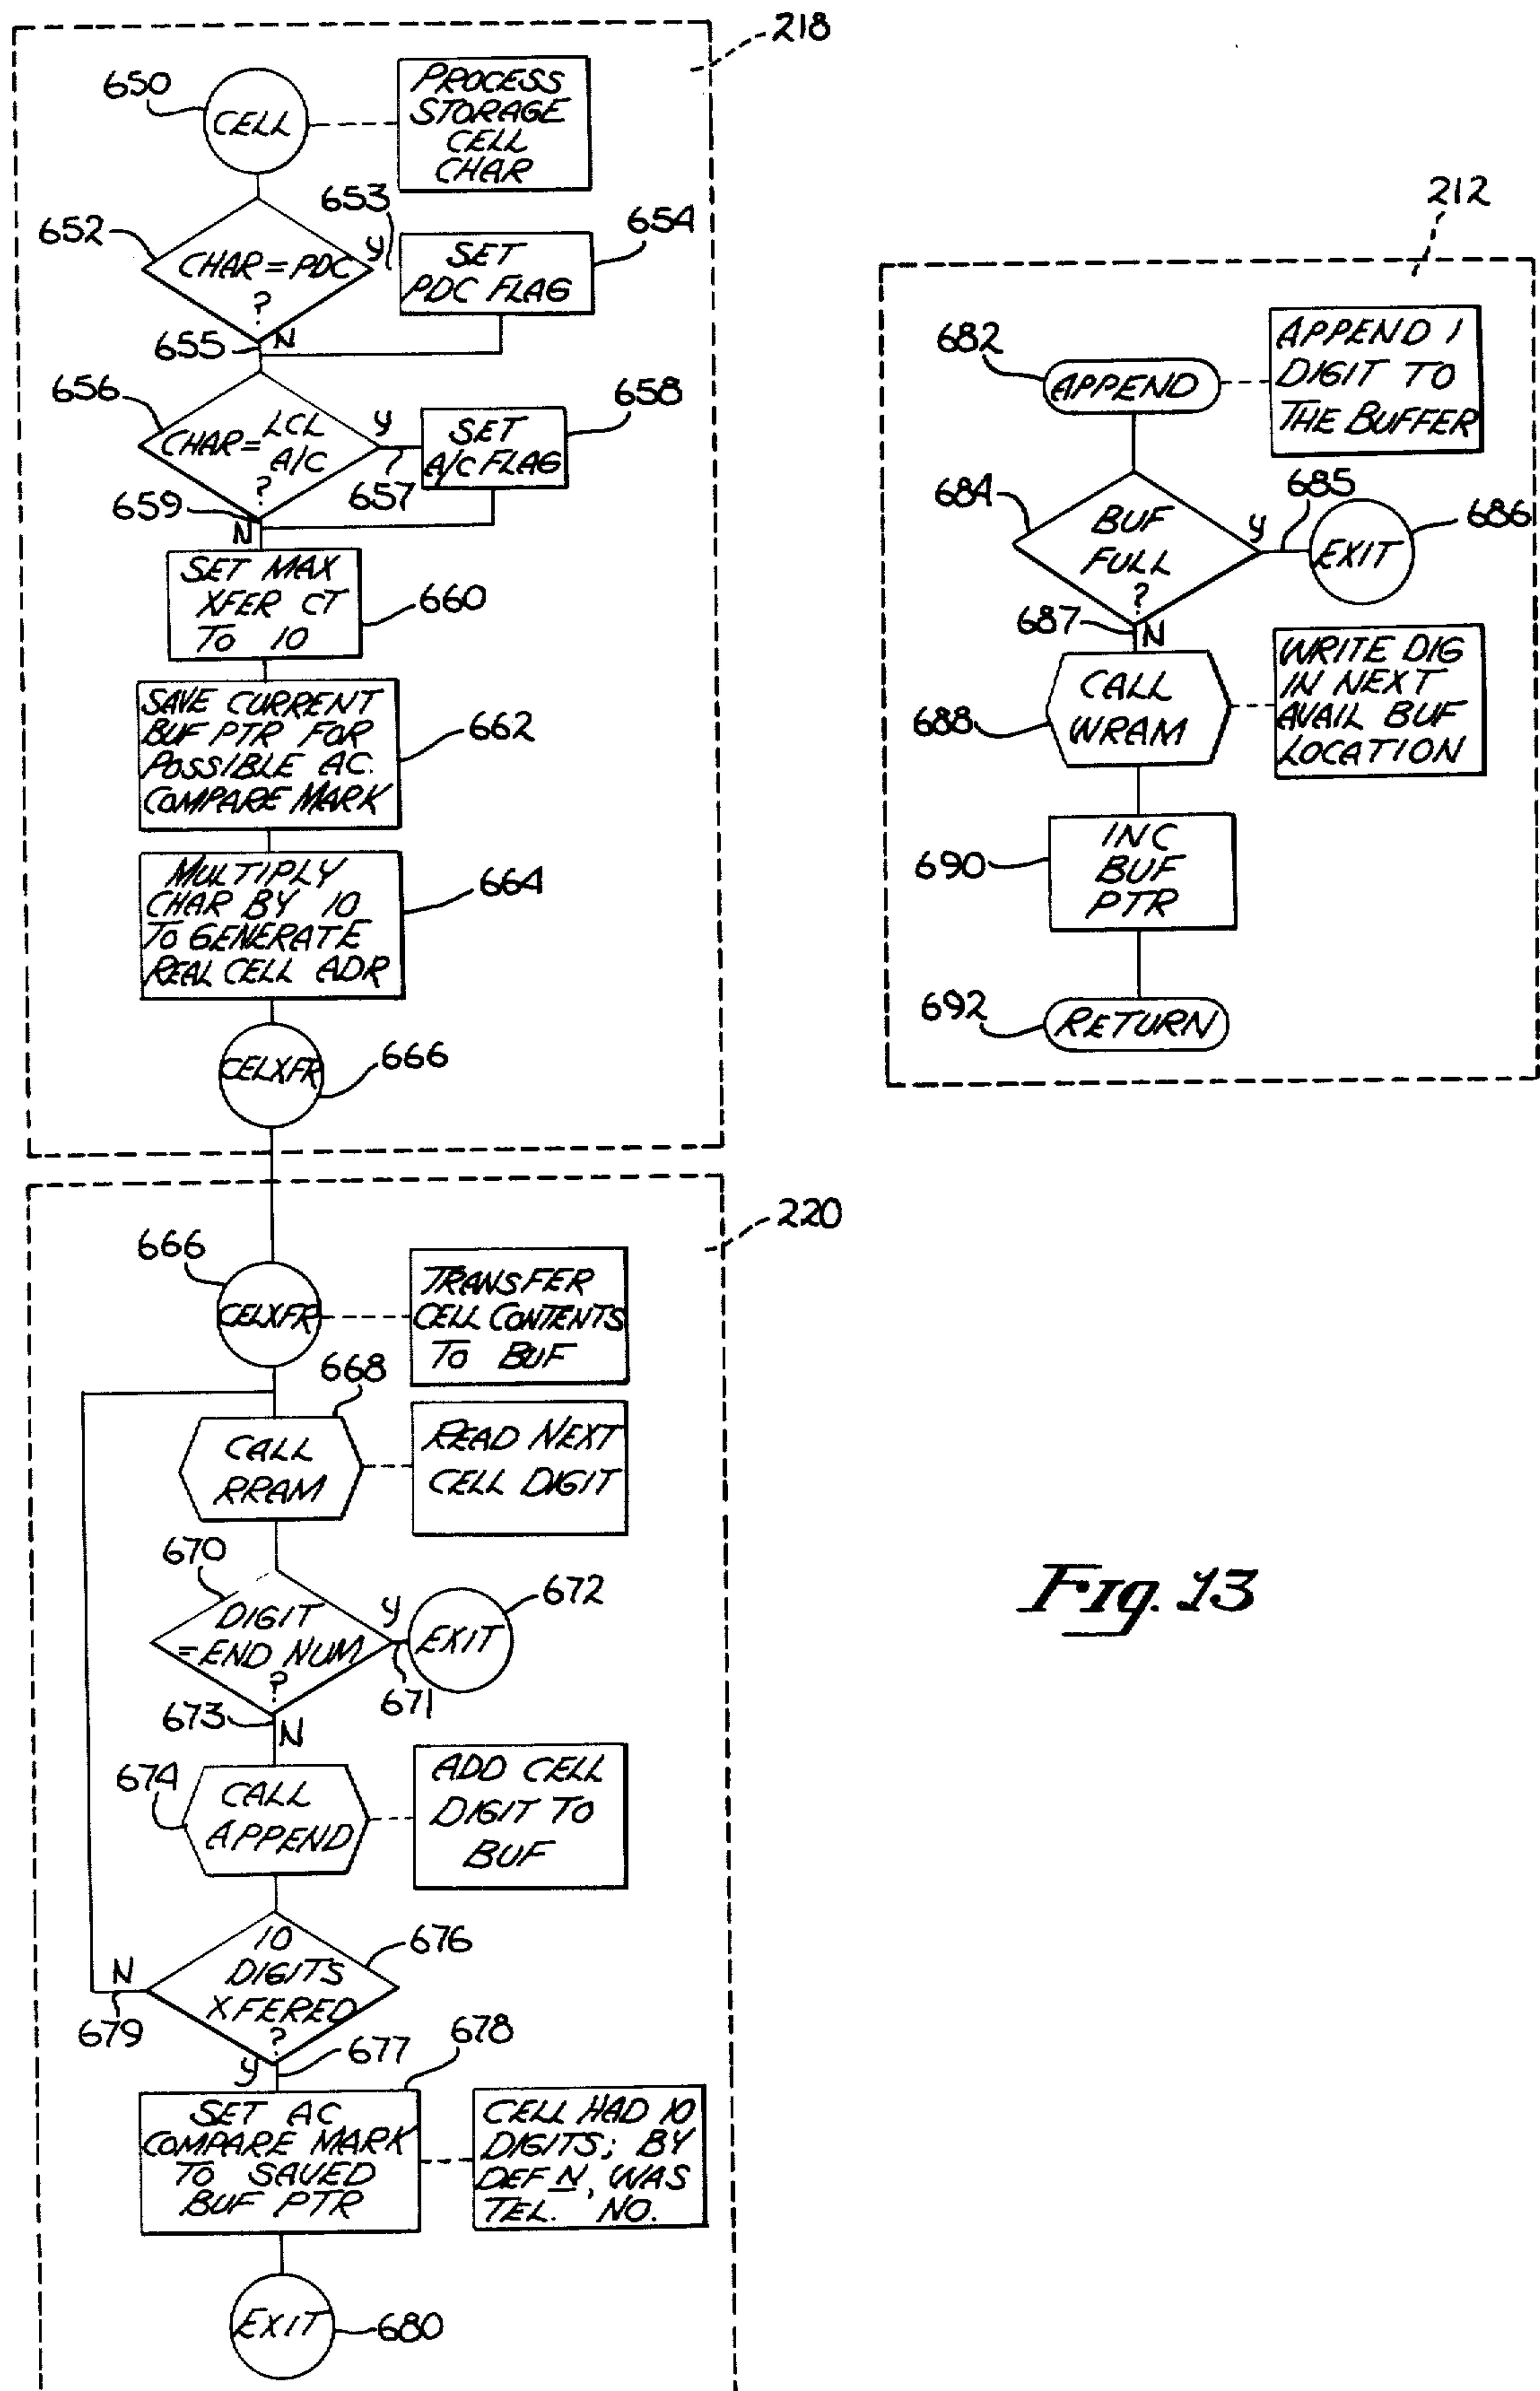 218
650
CELL
PROCESS
STORAGE
CELL
CHAR
652
CHAR = PDC
?
Y
653
SET
PDC FLAG
654
655
N
656
CHAR = LCL
A/C
?
Y
657
SET
A/C FLAG
658
659
N
SET MAX
XFER CT
TO 10
660
SAVE CURRENT
BUF PTR FOR
POSSIBLE AC.
COMPARE MARK
662
MULTIPLY
CHAR BY 10
TO GENERATE
REAL CELL ADR
664
CELXFR
666
220
666
CELXFR
TRANSFER
CELL CONTENTS
TO BUF
668
CALL
RRAM
READ NEXT
CELL DIGIT
670
DIGIT
= END NUM
?
Y
671
EXIT
672
673
N
674
CALL
APPEND
ADD CELL
DIGIT TO
BUF
10
DIGITS
XFERED
?
676
N
679
Y
677
678
SET AC
COMPARE MARK
TO SAVED
BUF PTR
CELL HAD 10
DIGITS; BY
DEF N, WAS
TEL. NO.
EXIT
680
212
682
APPEND
APPEND 1
DIGIT TO
THE BUFFER
684
BUF
FULL
?
Y
685
EXIT
686
687
N
688
CALL
WRAM
WRITE DIG
IN NEXT
AVAIL BUF
LOCATION
690
INC
BUF
PTR
692
RETURN
Fig. 13